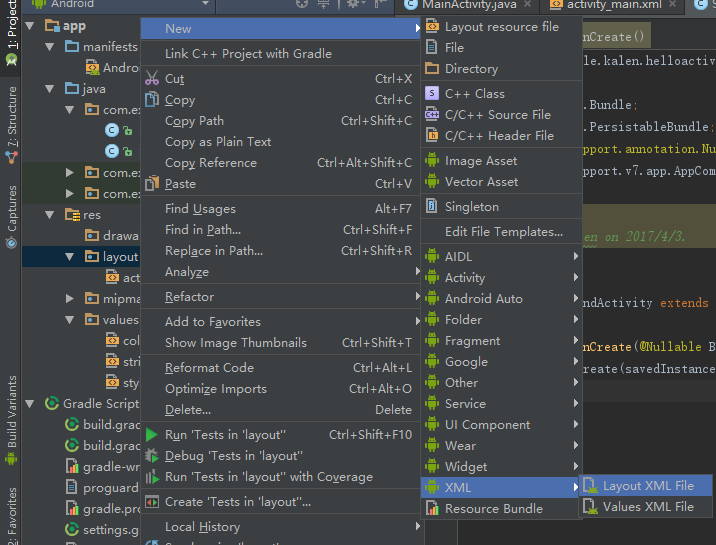 Android
MainActivity.java
activity_main.xml
1: Project
7: Structure
Captures
Build Variants
2: Favorites
app
manifests
Andro
java
com.ex
com.e
com.e
res
drawa
layout
act
mipma
values
col
stri
sty
Gradle Script
build.grad
build.grad
gradle-wr
proguard
gradle.pro
settings.g
New
Link C++ Project with Gradle
Cut Ctrl+X
Copy Ctrl+C
Copy Path Ctrl+Shift+C
Copy as Plain Text
Copy Reference Ctrl+Alt+Shift+C
Paste Ctrl+V
Find Usages Alt+F7
Find in Path... Ctrl+Shift+F
Replace in Path... Ctrl+Shift+R
Analyze
Refactor
Add to Favorites
Show Image Thumbnails Ctrl+Shift+T
Reformat Code Ctrl+Alt+L
Optimize Imports Ctrl+Alt+O
Delete... Delete
Run 'Tests in 'layout'' Ctrl+Shift+F10
Debug 'Tests in 'layout''
Run 'Tests in 'layout'' with Coverage
Create 'Tests in 'layout''...
Local History
Layout resource file
File
Directory
C++ Class
C/C++ Source File
C/C++ Header File
Image Asset
Vector Asset
Singleton
Edit File Templates...
AIDL
Activity
Android Auto
Folder
Fragment
Google
Other
Service
UI Component
Wear
Widget
XML
Resource Bundle
Layout XML File
Values XML File
nCreate()
le.kalen.helloactiv
.Bundle;
.PersistableBundle;
pport.annotation.Nu
pport.v7.app.AppCom
en on 2017/4/3.
ndActivity extends
nCreate(@Nullable B
reate(savedInstance